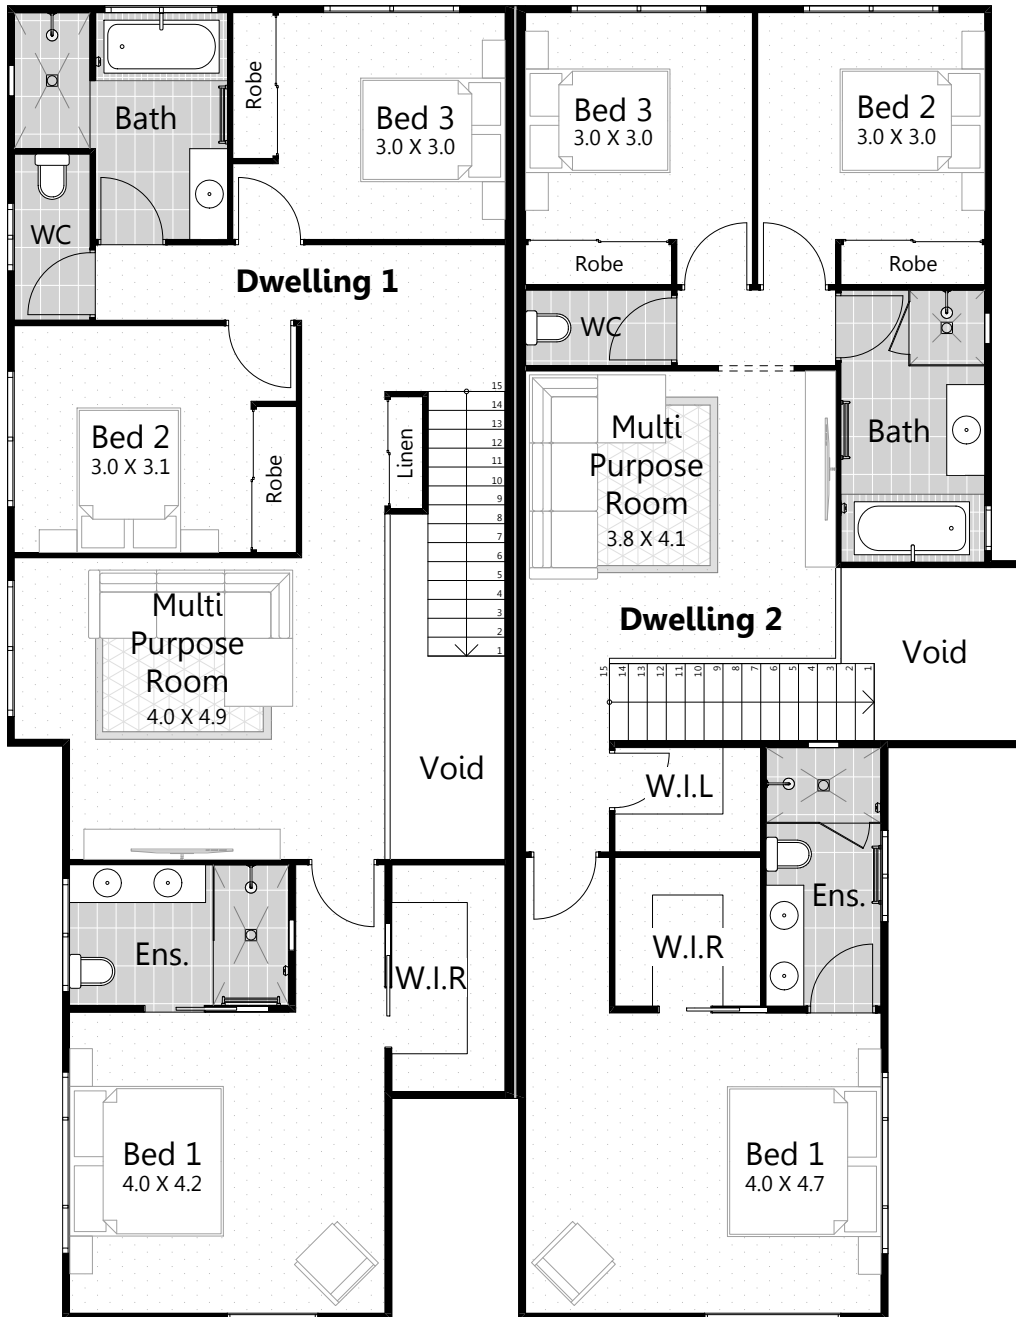 Bath
Robe
Bed 3
3.0 X 3.0
WC
Dwelling 1
Bed 2
3.0 X 3.1
Robe
Linen
15
14
13
12
11
10
9
8
7
6
5
4
3
2
1
Multi
Purpose
Room
4.0 X 4.9
Void
Ens.
W.I.R
Bed 1
4.0 X 4.2
Bed 3
3.0 X 3.0
Bed 2
3.0 X 3.0
Robe
Robe
WC
Multi
Purpose
Room
3.8 X 4.1
Bath
Dwelling 2
Void
15 14 13 12 11 10 9 8 7 6 5 4 3 2 1
W.I.L
W.I.R
Ens.
Bed 1
4.0 X 4.7